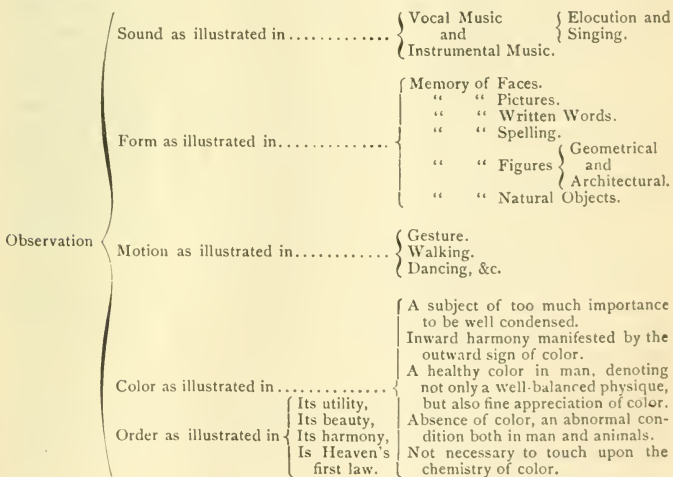 Observation
Sound as illustrated in.............
Vocal Music
and
Instrumental Music.
Elocution and
Singing.
Form as illustrated in..............
Memory of Faces.
“ “ Pictures.
“ “ Written Words.
“ “ Spelling.
“ “ Figures
Geometrical
and
Architectural.
“ “ Natural Objects.
Motion as illustrated in............
Gesture.
Walking.
Dancing, &c.
Color as illustrated in..............
A subject of too much importance
to be well condensed.
Inward harmony manifested by the
outward sign of color.
A healthy color in man, denoting
not only a well-balanced physique,
but also fine appreciation of color.
Absence of color, an abnormal con-
dition both in man and animals.
Not necessary to touch upon the
chemistry of color.
Order as illustrated in
Its utility,
Its beauty,
Its harmony,
Is Heaven's
first law.